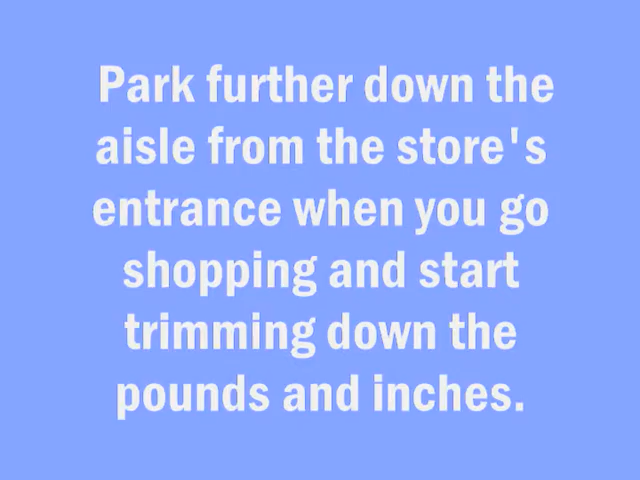 Park further down the
aisle from the store's
entrance when you go
shopping and start
trimming down the
pounds and inches.